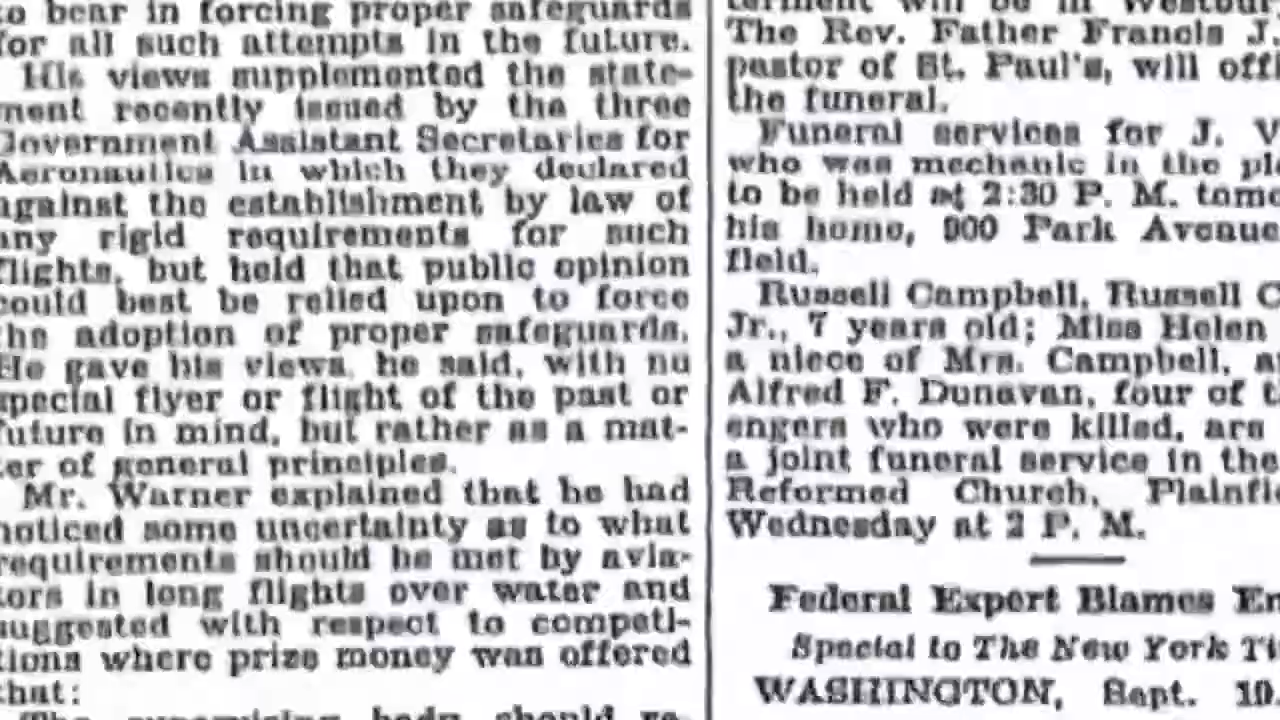 to bear in forcing proper safeguards
for all such attempts in the future.
His views supplemented the state-
ment recently issued by the three
Government Assistant Secretaries for
Aeronautics in which they declared
against the establishment by law of
any rigid requirements for such
flights, but held that public opinion
could best be relied upon to force
the adoption of proper safeguards.
He gave his views, he said, with no
special flyer or flight of the past or
future in mind, but rather as a mat-
ter of general principles.
Mr. Warner explained that he had
noticed some uncertainty as to what
requirements should be met by avia-
tors in long flights over water and
suggested with respect to competi-
tions where prize money was offered
that:
The supervising body should re-
The Rev. Father Francis J.
pastor of St. Paul's, will offi
the funeral.
Funeral services for J. V
who was mechanic in the pla
to be held at 2:30 P. M. tomo
his home, 900 Park Avenue
field.
Russell Campbell, Russell C
Jr., 7 years old; Miss Helen
a niece of Mrs. Campbell, a
Alfred F. Dunavan, four of t
engers who were killed, are
a joint funeral service in the
Reformed Church, Plainfi
Wednesday at 2 P. M.
Federal Expert Blames En
Special to The New York Ti
WASHINGTON, Sept. 19.